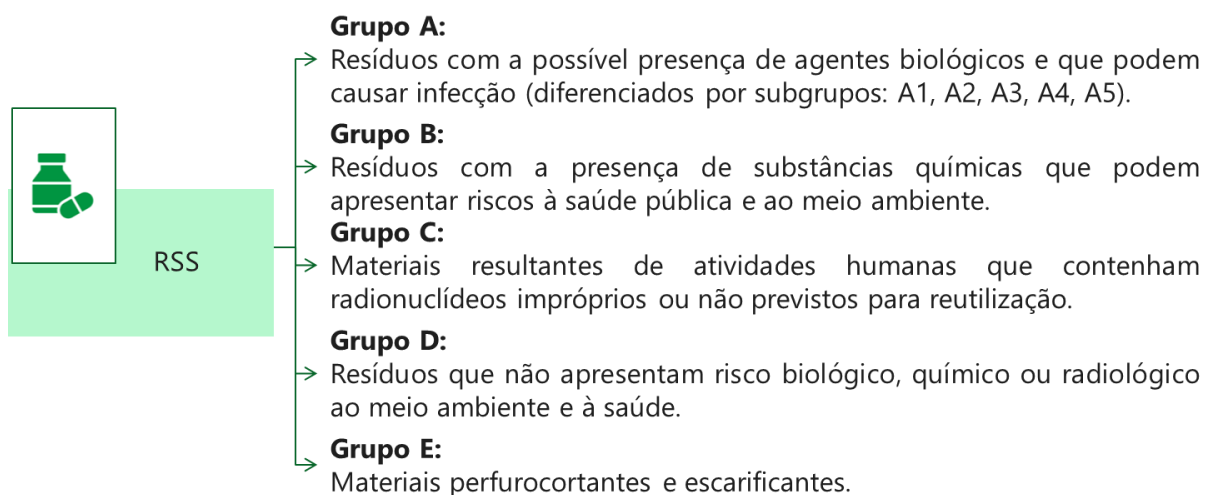 Grupo A:
Resíduos com a possível presença de agentes biológicos e que podem
causar infecção (diferenciados por subgrupos: A1, A2, A3, A4, A5).
Grupo B:
Resíduos com a presença de substâncias químicas que podem
apresentar riscos à saúde pública e ao meio ambiente.
Grupo C:
RSS
Materiais resultantes de atividades humanas que contenham
radionuclídeos impróprios ou não previstos para reutilização.
Grupo D:
Resíduos que não apresentam risco biológico, químico ou radiológico
ao meio ambiente e à saúde.
Grupo E:
Materiais perfurocortantes e escarificantes.